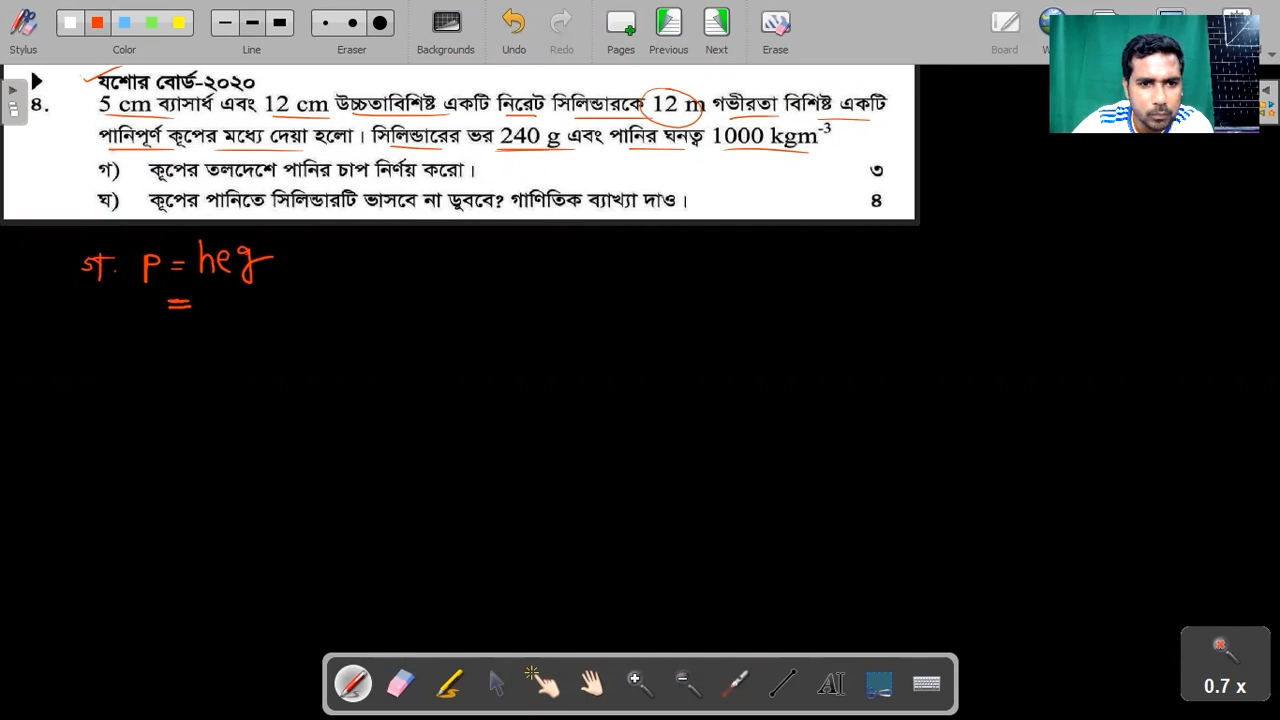 Stylus Color Line Eraser Backgrounds Undo Redo Pages Previous Next Erase Board
যশোর বোর্ড-২০২০
৪. 5 cm ব্যাসার্ধ এবং 12 cm উচ্চতাবিশিষ্ট একটি নিরেট সিলিন্ডারকে 12 m গভীরতা বিশিষ্ট একটি
পানিপূর্ণ কূপের মধ্যে দেয়া হলো। সিলিন্ডারের ভর 240 g এবং পানির ঘনত্ব 1000 kgm⁻³
গ) কূপের তলদেশে পানির চাপ নির্ণয় করো। ৩
ঘ) কূপের পানিতে সিলিন্ডারটি ভাসবে না ডুববে? গাণিতিক ব্যাখ্যা দাও। ৪
গ. P = hρg
=
AI
0.7 x